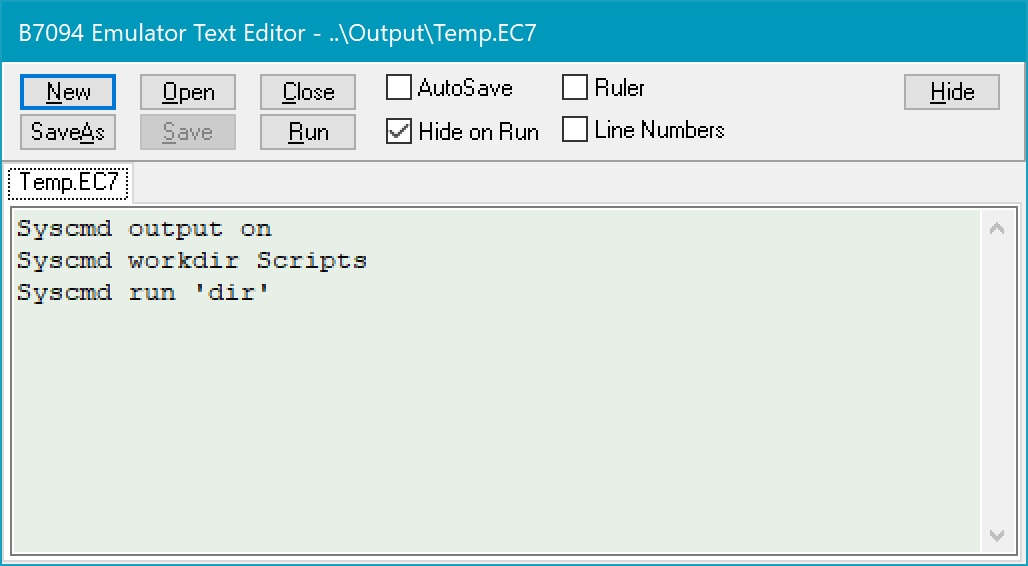 B7094 Emulator Text Editor - ..\Output\Temp.EC7
New Open Close AutoSave Ruler Hide
SaveAs Save Run Hide on Run Line Numbers
Temp.EC7
Syscmd output on
Syscmd workdir Scripts
Syscmd run 'dir'